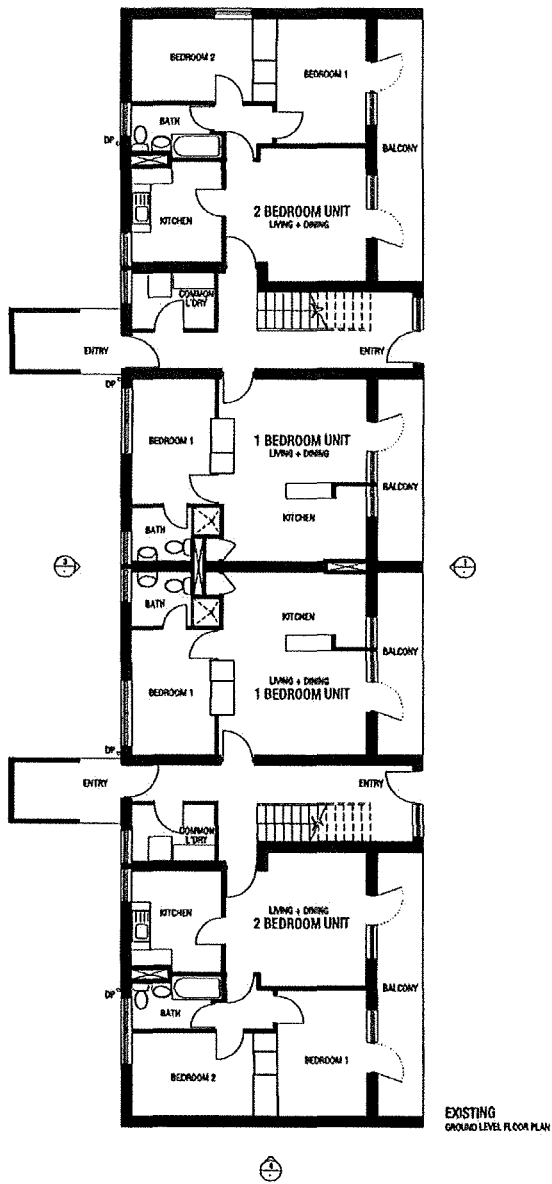 BEDROOM 2
BEDROOM 1
BATH
DP
BALCONY
2 BEDROOM UNIT
LIVING + DINING
KITCHEN
COMMON
L'DRY
ENTRY
ENTRY
DP
BEDROOM 1
1 BEDROOM UNIT
LIVING + DINING
BALCONY
KITCHEN
BATH
3
1
BATH
KITCHEN
BALCONY
LIVING + DINING
1 BEDROOM UNIT
BEDROOM 1
DP
ENTRY
ENTRY
COMMON
L'DRY
KITCHEN
LIVING + DINING
2 BEDROOM UNIT
BALCONY
DP
BATH
BEDROOM 1
BEDROOM 2
EXISTING
GROUND LEVEL FLOOR PLAN
4